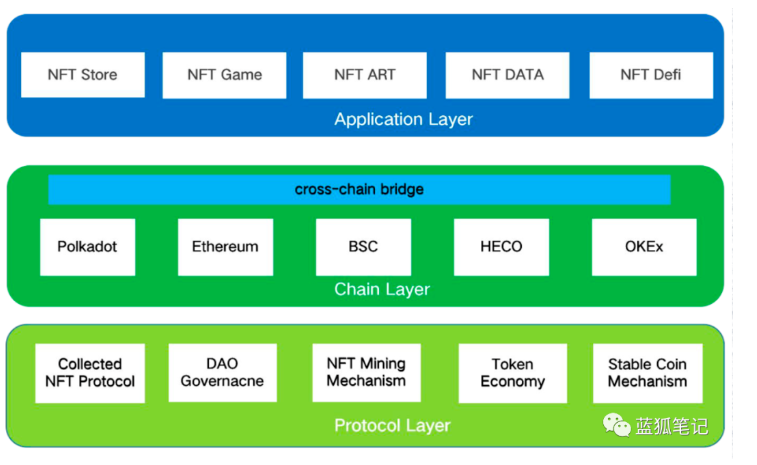 NFT Store
NFT Game
NFT ART
NFT DATA
NFT Defi
Application Layer
cross-chain bridge
Polkadot
Ethereum
BSC
HECO
OKEx
Chain Layer
Collected
NFT Protocol
DAO
Governacne
NFT Mining
Mechanism
Token
Economy
Stable Coin
Mechanism
Protocol Layer
蓝狐笔记